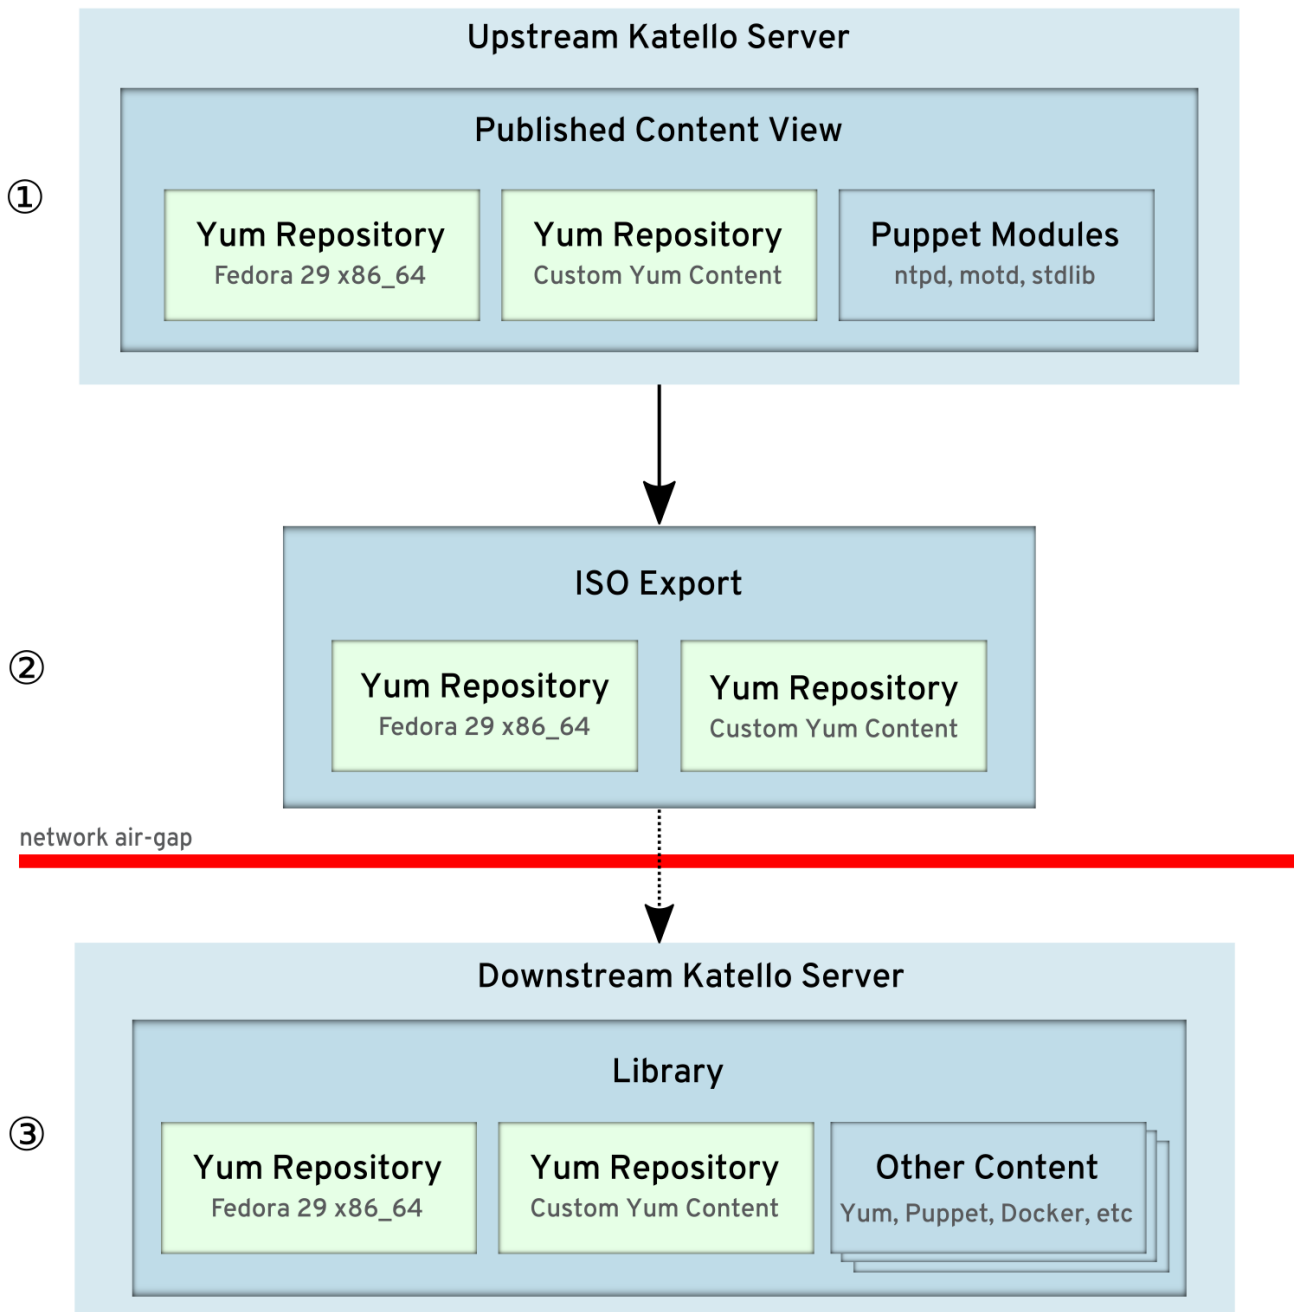 Upstream Katello Server
Published Content View
①
Yum Repository
Fedora 29 x86_64
Yum Repository
Custom Yum Content
Puppet Modules
ntpd, motd, stdlib
ISO Export
②
Yum Repository
Fedora 29 x86_64
Yum Repository
Custom Yum Content
network air-gap
Downstream Katello Server
Library
③
Yum Repository
Fedora 29 x86_64
Yum Repository
Custom Yum Content
Other Content
Yum, Puppet, Docker, etc